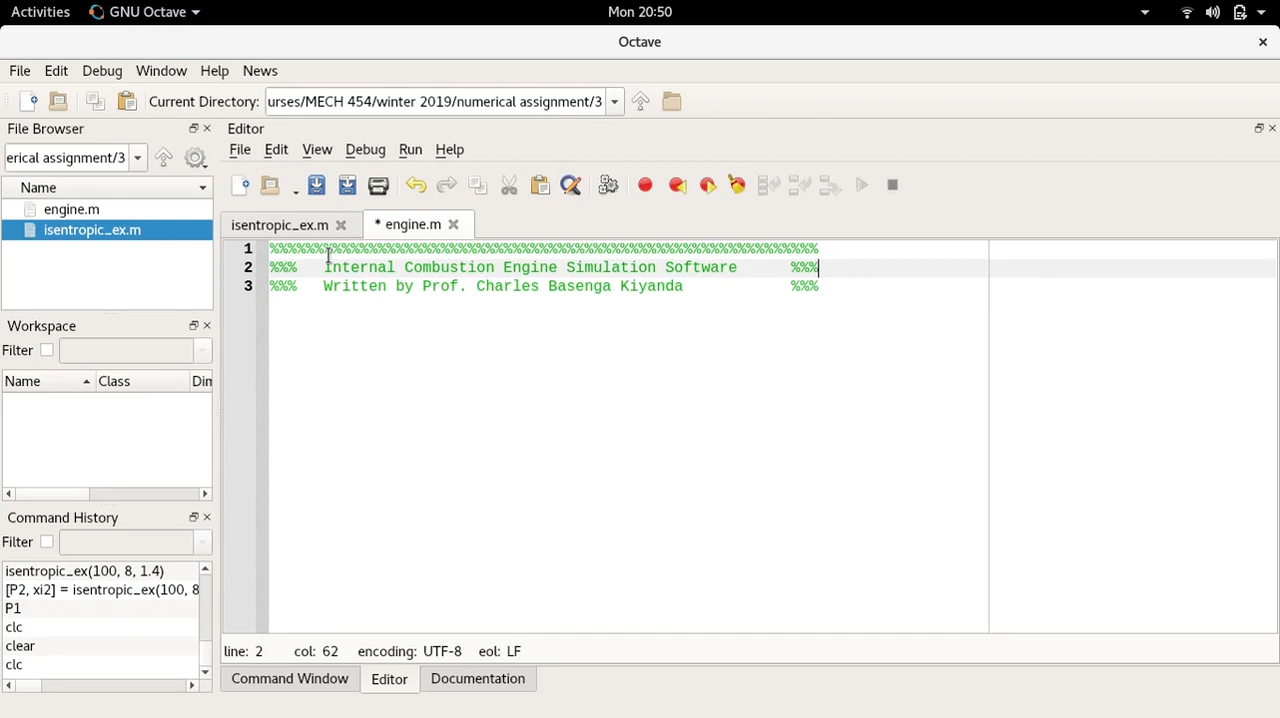 Activities GNU Octave Mon 20:50
Octave
File Edit Debug Window Help News
Current Directory: urses/MECH 454/winter 2019/numerical assignment/3
File Browser
Editor
erical assignment/3
File Edit View Debug Run Help
Name
engine.m
isentropic_ex.m
isentropic_ex.m * engine.m
1 %%%%%%%%%%%%%%%%%%%%%%%%%%%%%%%%%%%%%%%%%%%%%%%%%%%%%%%%%%%%%
2 %%%   Internal Combustion Engine Simulation Software      %%%
3 %%%   Written by Prof. Charles Basenga Kiyanda            %%%
Workspace
Filter
Name Class Dim
Command History
Filter
isentropic_ex(100, 8, 1.4)
[P2, xi2] = isentropic_ex(100, 8
P1
clc
clear
clc
line: 2 col: 62 encoding: UTF-8 eol: LF
Command Window Editor Documentation